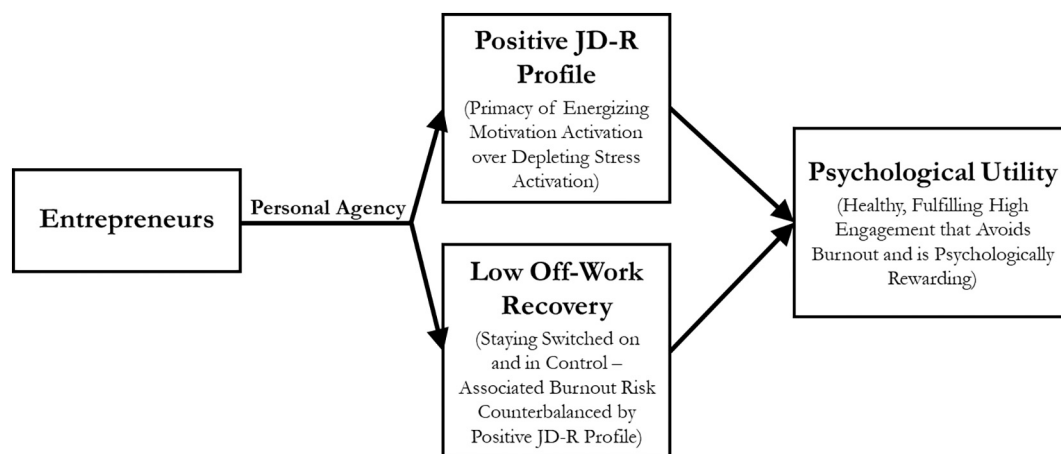 Entrepreneurs
Personal Agency
Positive JD-R
Profile
(Primacy of Energizing
Motivation Activation
over Depleting Stress
Activation)
Low Off-Work
Recovery
(Staying Switched on
and in Control –
Associated Burnout Risk
Counterbalanced by
Positive JD-R Profile)
Psychological Utility
(Healthy, Fulfilling High
Engagement that Avoids
Burnout and is Psychologically
Rewarding)